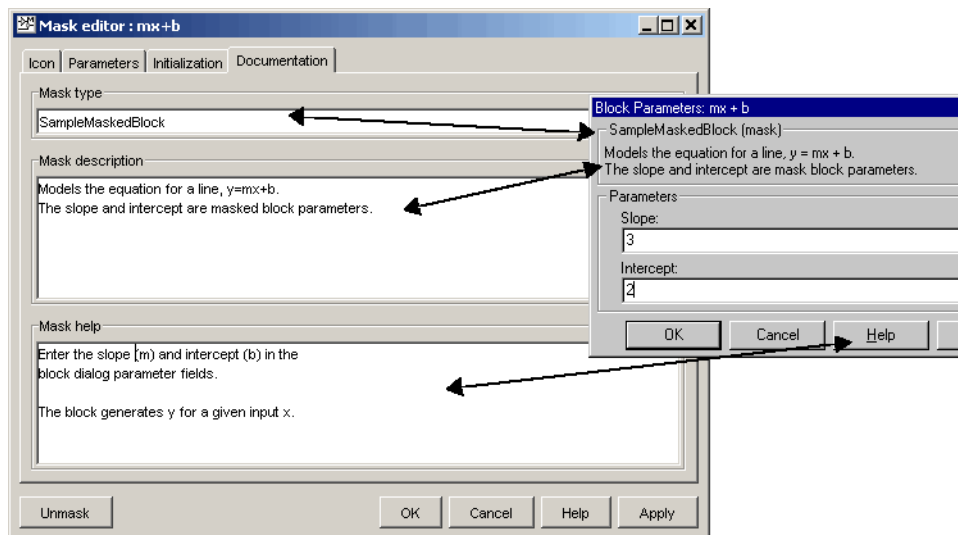 Mask editor : mx+b
Icon Parameters Initialization Documentation
Mask type
SampleMaskedBlock
Mask description
Models the equation for a line, y=mx+b.
The slope and intercept are masked block parameters.
Mask help
Enter the slope (m) and intercept (b) in the
block dialog parameter fields.
The block generates y for a given input x.
Unmask OK Cancel Help Apply
Block Parameters: mx + b
SampleMaskedBlock (mask)
Models the equation for a line, y = mx + b.
The slope and intercept are mask block parameters.
Parameters
Slope:
3
Intercept:
2
OK Cancel Help